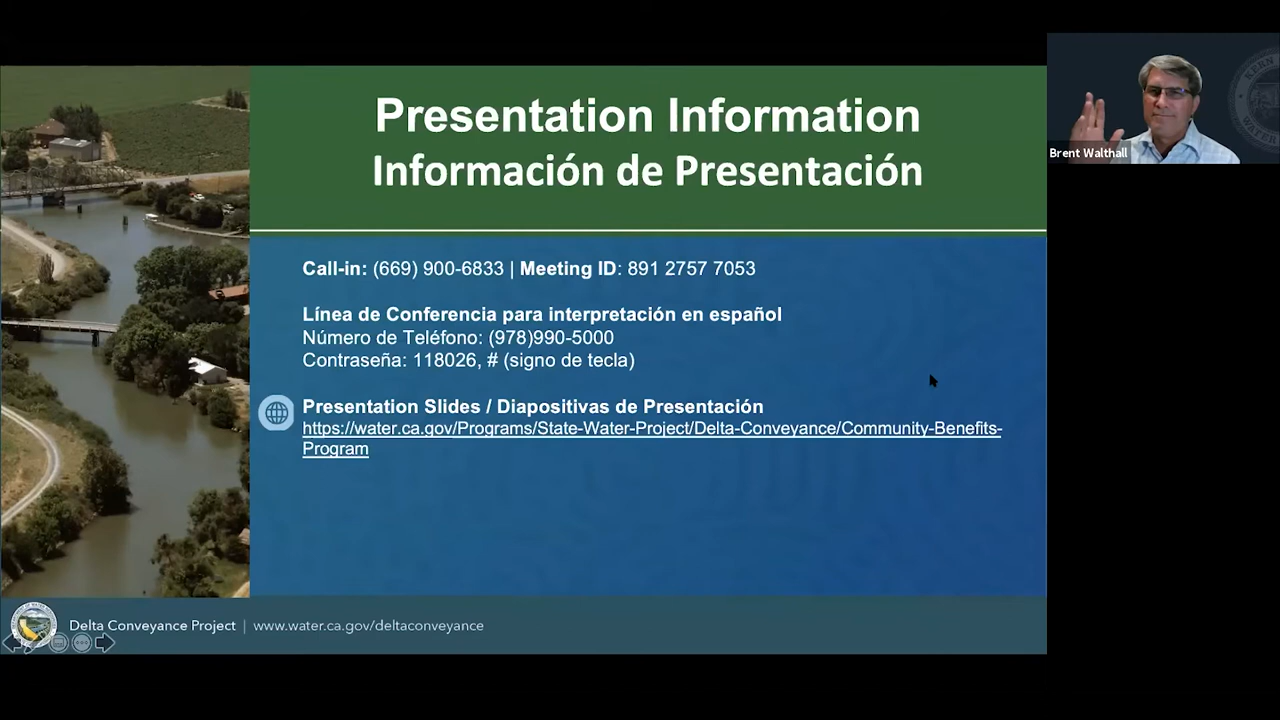 Presentation Information
Información de Presentación
Brent Walthall
Call-in: (669) 900-6833 | Meeting ID: 891 2757 7053
Línea de Conferencia para interpretación en español
Número de Teléfono: (978)990-5000
Contraseña: 118026, # (signo de tecla)
Presentation Slides / Diapositivas de Presentación
https://water.ca.gov/Programs/State-Water-Project/Delta-Conveyance/Community-Benefits-
Program
Delta Conveyance Project | www.water.ca.gov/deltaconveyance